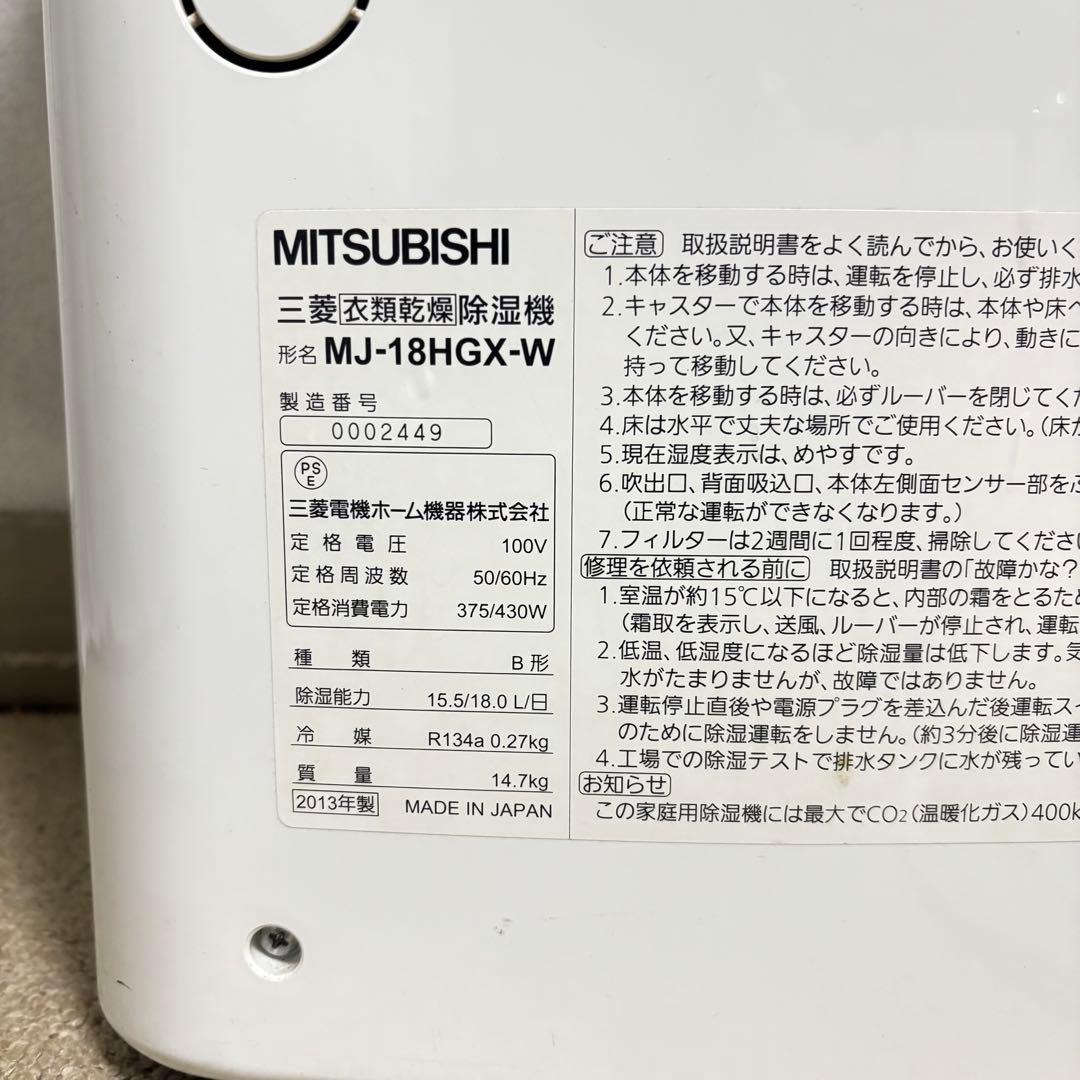 MITSUBISHI
三菱衣類乾燥除湿機
形名 MJ-18HGX-W
製造番号
0002449
PS
E
三菱電機ホーム機器株式会社
定格電圧 100V
定格周波数 50/60Hz
定格消費電力 375/430W
種類 B形
除湿能力 15.5/18.0 L/日
冷媒 R134a 0.27kg
質量 14.7kg
2013年製 MADE IN JAPAN
ご注意 取扱説明書をよく読んでから、お使いく
1.本体を移動する時は、運転を停止し、必ず排水
2.キャスターで本体を移動する時は、本体や床へ
ください。又、キャスターの向きにより、動きに
持って移動してください。
3.本体を移動する時は、必ずルーバーを閉じてくだ
4.床は水平で丈夫な場所でご使用ください。(床が
5.現在湿度表示は、めやすです。
6.吹出口、背面吸込口、本体左側面センサー部をふ
(正常な運転ができなくなります。)
7.フィルターは2週間に1回程度、掃除してください
修理を依頼される前に 取扱説明書の「故障かな?
1.室温が約15℃以下になると、内部の霜をとるため
(霜取を表示し、送風、ルーバーが停止され、運転
2.低温、低湿度になるほど除湿量は低下します。気
水がたまりませんが、故障ではありません。
3.運転停止直後や電源プラグを差込んだ後運転スイ
のために除湿運転をしません。(約3分後に除湿運
4.工場での除湿テストで排水タンクに水が残ってい
お知らせ
この家庭用除湿機には最大でCO2(温暖化ガス)400k